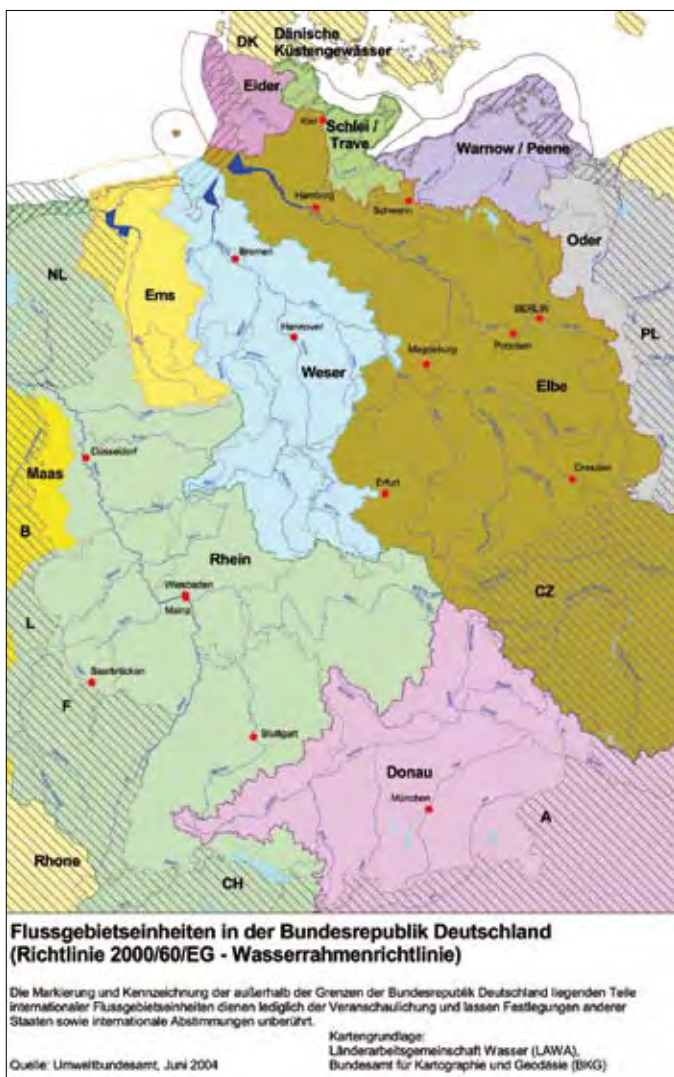 DK
Dänische
Küstengewässer
Eider
Kiel
Schlei /
Trave
Warnow / Peene
Hamburg
Schwerin
Oder
Bremen
NL
Ems
BERLIN
PL
Hannover
Potsdam
Weser
Magdeburg
Elbe
Düsseldorf
Maas
Dresden
Erfurt
B
Rhein
Wiesbaden
CZ
Mainz
L
Saarbrücken
F
Stuttgart
Donau
München
A
Rhone
CH
Flussgebietseinheiten in der Bundesrepublik Deutschland
(Richtlinie 2000/60/EG - Wasserrahmenrichtlinie)
Die Markierung und Kennzeichnung der außerhalb der Grenzen der Bundesrepublik Deutschland liegenden Teile
internationaler Flussgebietseinheiten dienen lediglich der Veranschaulichung und lassen Festlegungen anderer
Staaten sowie internationale Abstimmungen unberührt.
Kartengrundlage:
Länderarbeitsgemeinschaft Wasser (LAWA),
Quelle: Umweltbundesamt, Juni 2004
Bundesamt für Kartographie und Geodäsie (BKG)